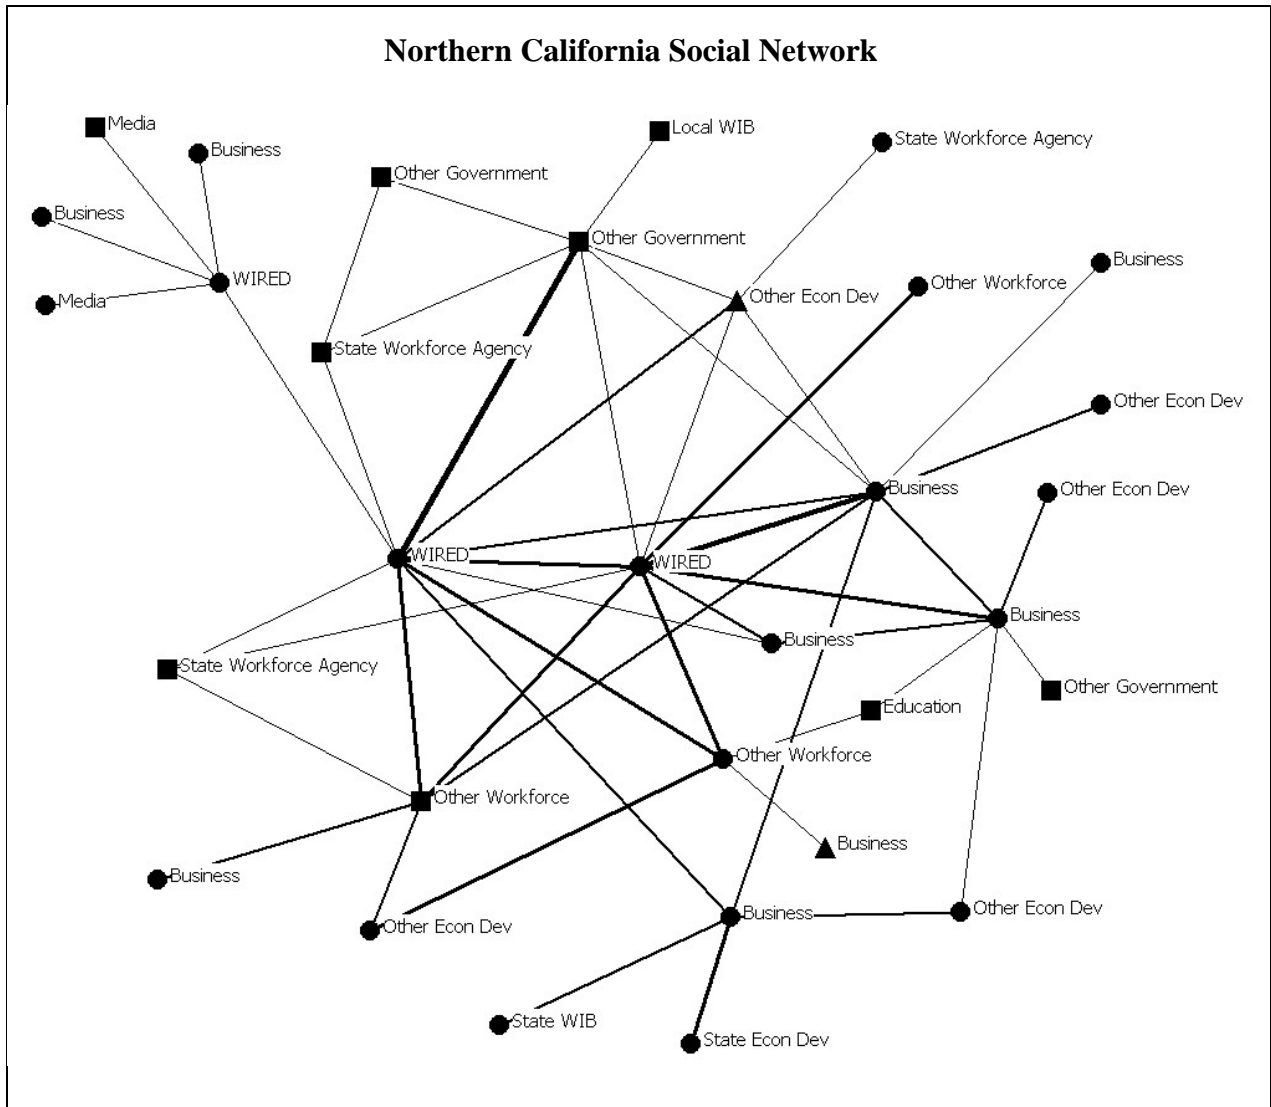 Northern California Social Network
Media
Local WIB
State Workforce Agency
Business
Other Government
Business
Other Government
Business
WIRED
Other Workforce
Other Econ Dev
Media
State Workforce Agency
Other Econ Dev
Business
Other Econ Dev
WIRED
WIRED
Business
Business
State Workforce Agency
Other Government
Education
Other Workforce
Other Workforce
Business
Business
Other Econ Dev
Business
Other Econ Dev
State WIB
State Econ Dev